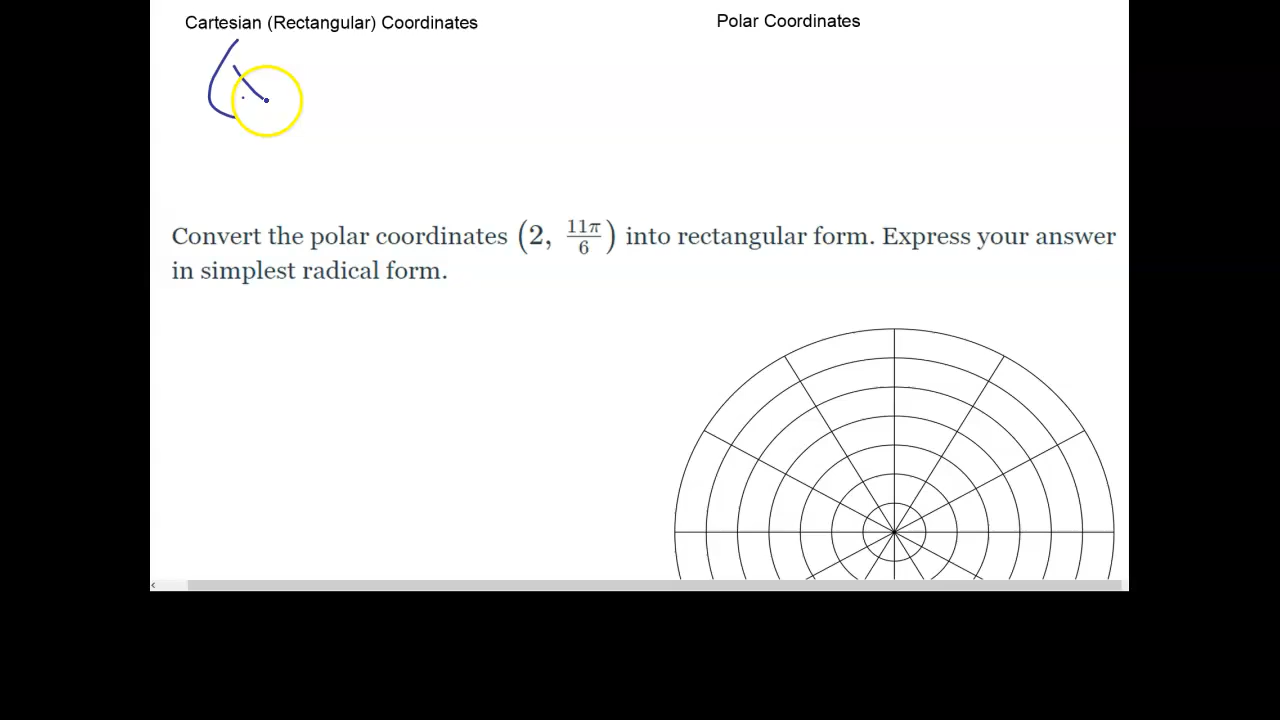 Cartesian (Rectangular) Coordinates
Polar Coordinates
Convert the polar coordinates (2, 11π/6) into rectangular form. Express your answer
in simplest radical form.